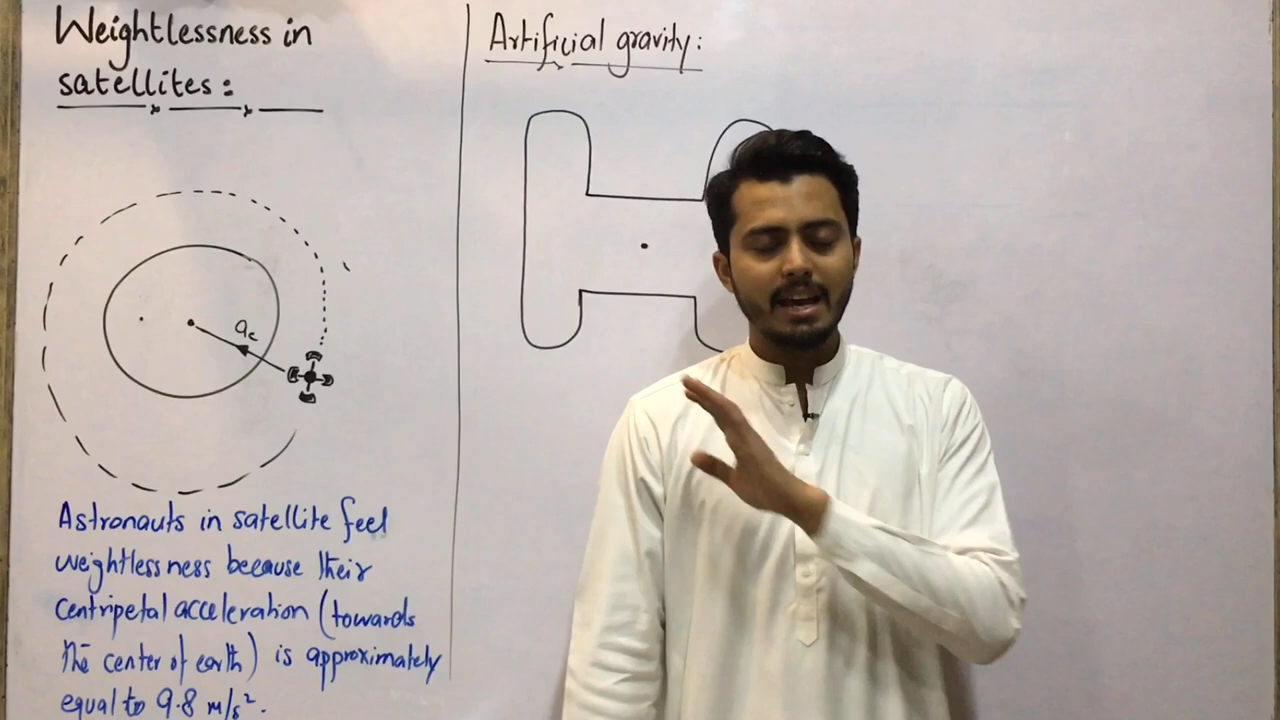 Weightlessness in
satellites:
ac
Astronauts in satellite feel
weightlessness because their
centripetal acceleration (towards
the center of earth) is approximately
equal to 9.8 m/s².
Artificial gravity: